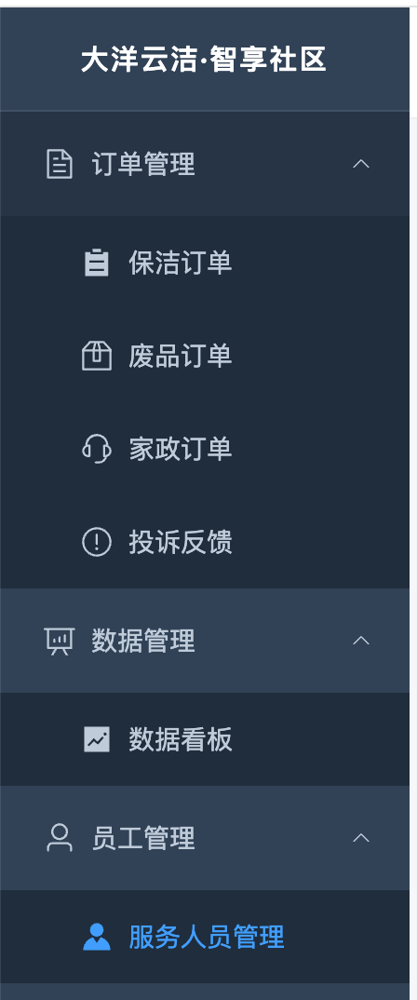 大洋云洁·智享社区
订单管理
保洁订单
废品订单
家政订单
投诉反馈
数据管理
数据看板
员工管理
服务人员管理